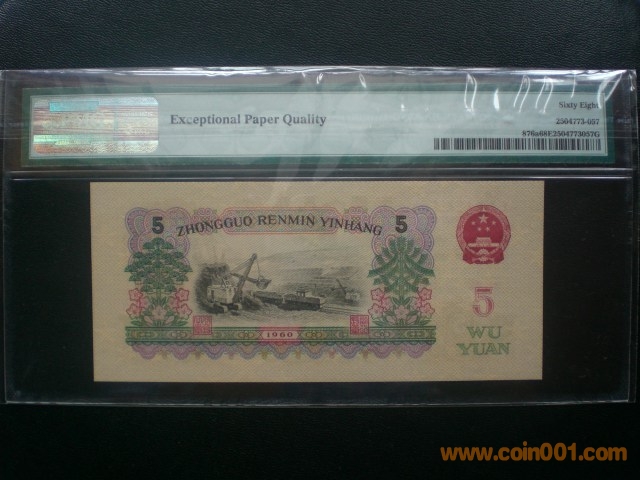 Exceptional Paper Quality
Sixty Eight
2504773-057
876a68E2504773057G
5
ZHONGGUO RENMIN YINHANG
5
5
WU
YUAN
1960
www.coin001.com